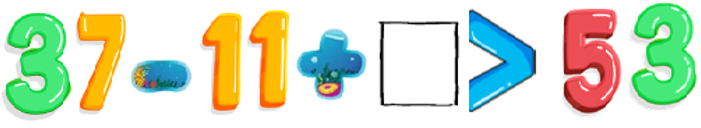 37 - 11 + □ > 53